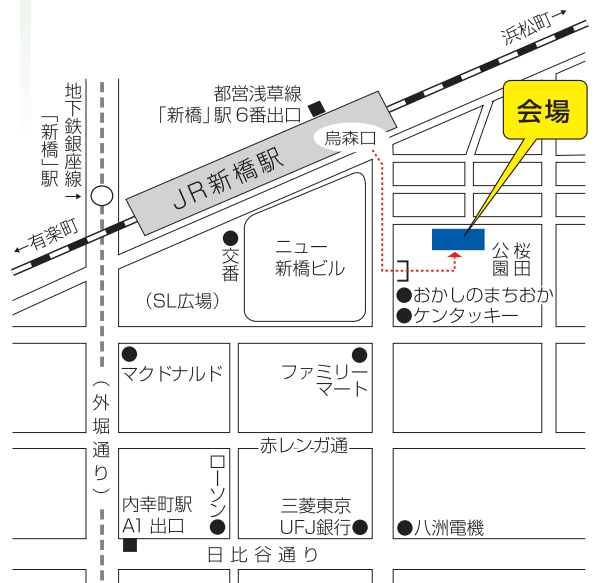 浜松町→
会場
都営浅草線
「新橋」駅 6番出口
烏森口
JR新橋駅
地下鉄銀座線
「新橋」駅→
←有楽町
交番
ニュー
新橋ビル
(SL広場)
桜田
公園
おかしのまちおか
ケンタッキー
マクドナルド
ファミリー
マート
(外堀通り)
赤レンガ通
ローソン
内幸町駅
A1 出口
三菱東京
UFJ銀行
八洲電機
日比谷通り